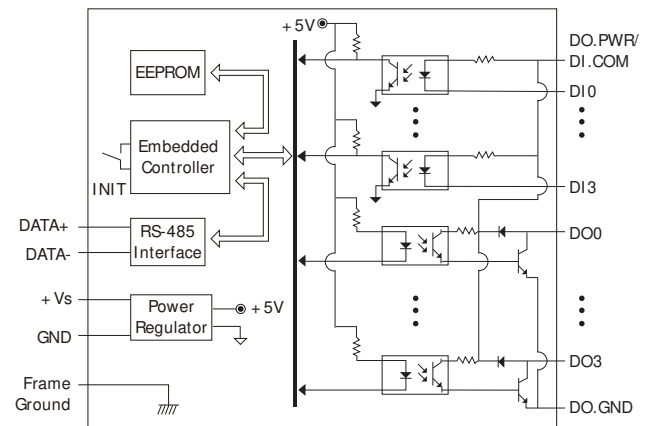 +5V
DO.PWR/
DI.COM
EEPROM
DI0
Embedded
Controller
INIT
DI3
DATA+
DATA-
RS-485
Interface
DO0
+Vs
GND
Power
Regulator
+5V
DO3
Frame
Ground
DO.GND